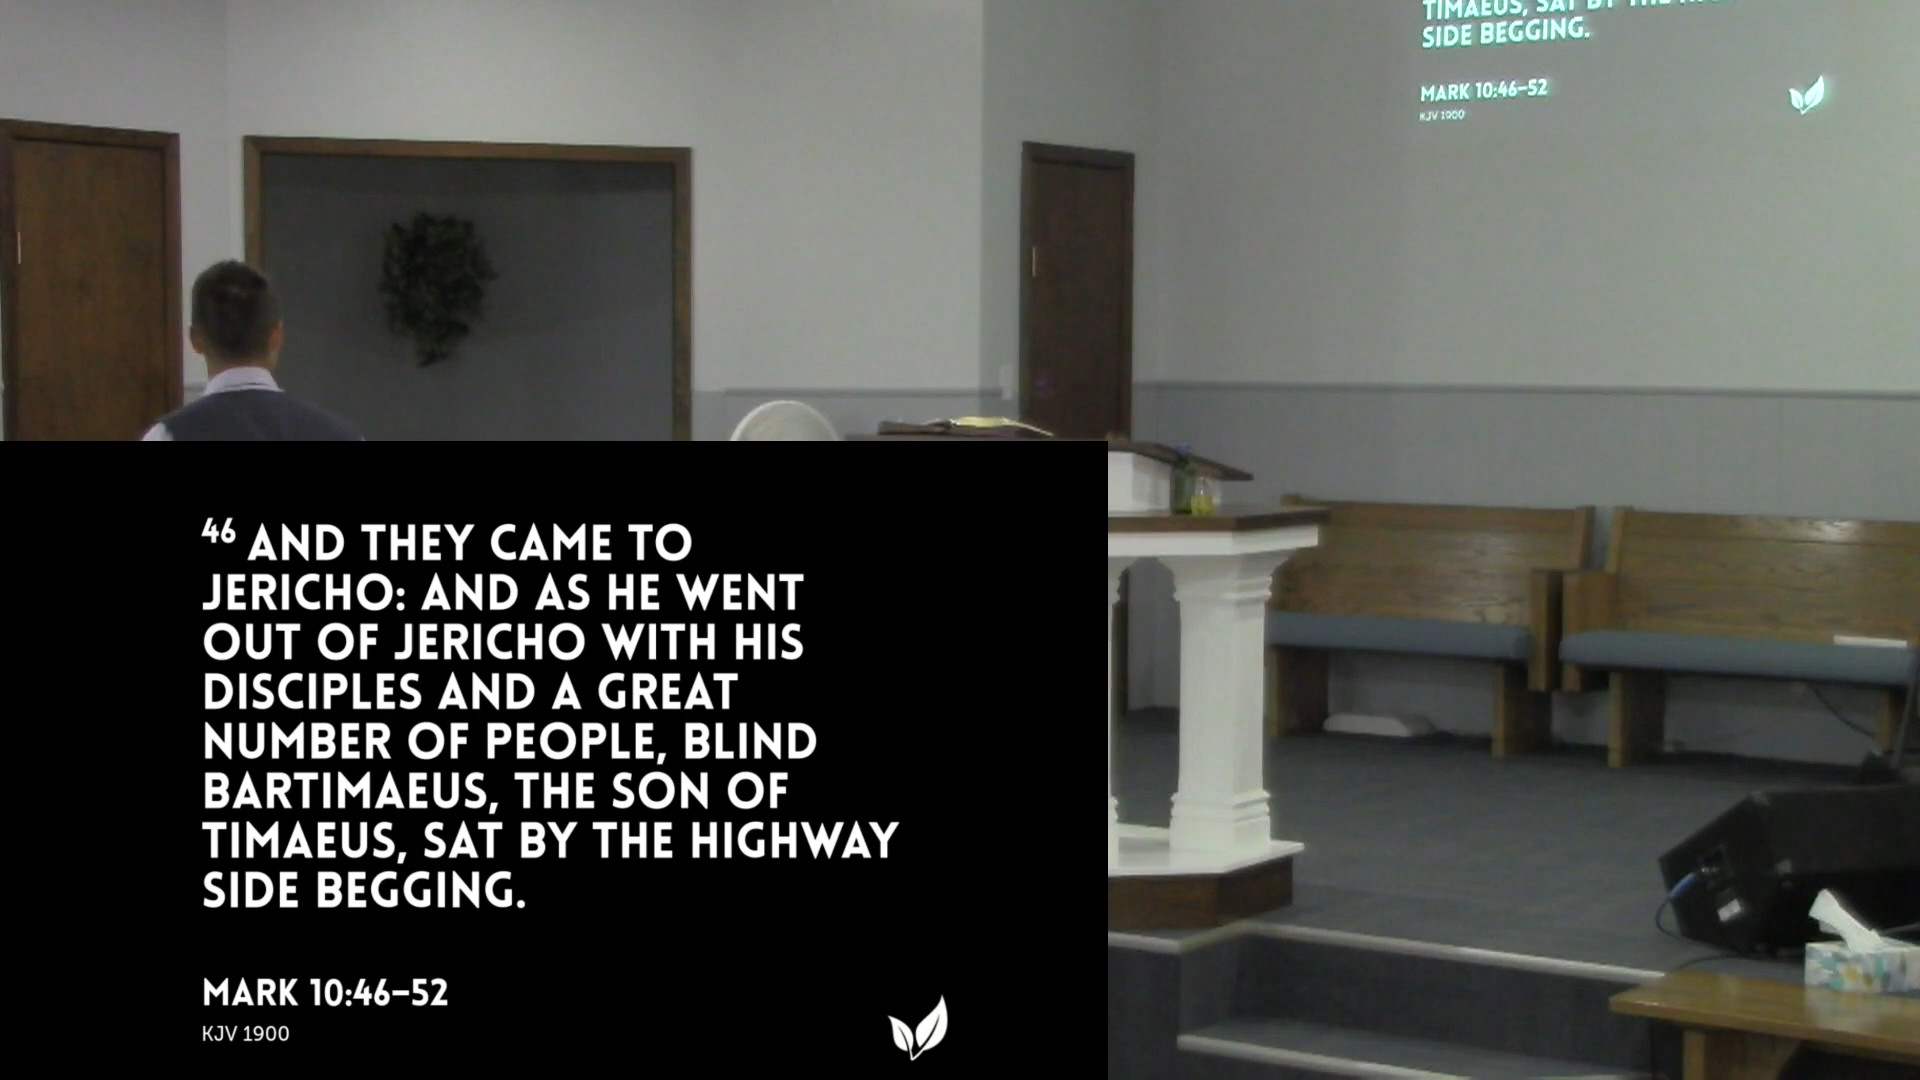 TIMAEUS, SAT BY THE
SIDE BEGGING.
MARK 10:46–52
KJV 1900
46 AND THEY CAME TO
JERICHO: AND AS HE WENT
OUT OF JERICHO WITH HIS
DISCIPLES AND A GREAT
NUMBER OF PEOPLE, BLIND
BARTIMAEUS, THE SON OF
TIMAEUS, SAT BY THE HIGHWAY
SIDE BEGGING.
MARK 10:46–52
KJV 1900